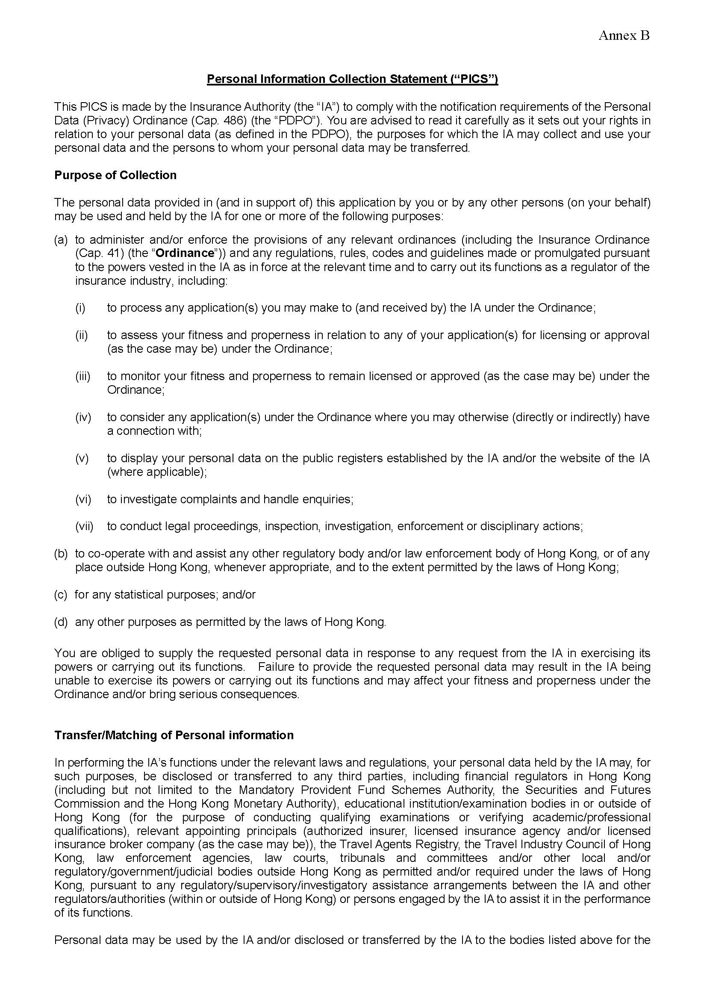 Annex B
Personal Information Collection Statement (“PICS”)
This PICS is made by the Insurance Authority (the “IA”) to comply with the notification requirements of the Personal
Data (Privacy) Ordinance (Cap. 486) (the “PDPO”). You are advised to read it carefully as it sets out your rights in
relation to your personal data (as defined in the PDPO), the purposes for which the IA may collect and use your
personal data and the persons to whom your personal data may be transferred.
Purpose of Collection
The personal data provided in (and in support of) this application by you or by any other persons (on your behalf)
may be used and held by the IA for one or more of the following purposes:
(a) to administer and/or enforce the provisions of any relevant ordinances (including the Insurance Ordinance
(Cap. 41) (the “Ordinance”)) and any regulations, rules, codes and guidelines made or promulgated pursuant
to the powers vested in the IA as in force at the relevant time and to carry out its functions as a regulator of the
insurance industry, including:
(i) to process any application(s) you may make to (and received by) the IA under the Ordinance;
(ii) to assess your fitness and properness in relation to any of your application(s) for licensing or approval
(as the case may be) under the Ordinance;
(iii) to monitor your fitness and properness to remain licensed or approved (as the case may be) under the
Ordinance;
(iv) to consider any application(s) under the Ordinance where you may otherwise (directly or indirectly) have
a connection with;
(v) to display your personal data on the public registers established by the IA and/or the website of the IA
(where applicable);
(vi) to investigate complaints and handle enquiries;
(vii) to conduct legal proceedings, inspection, investigation, enforcement or disciplinary actions;
(b) to co-operate with and assist any other regulatory body and/or law enforcement body of Hong Kong, or of any
place outside Hong Kong, whenever appropriate, and to the extent permitted by the laws of Hong Kong;
(c) for any statistical purposes; and/or
(d) any other purposes as permitted by the laws of Hong Kong.
You are obliged to supply the requested personal data in response to any request from the IA in exercising its
powers or carrying out its functions. Failure to provide the requested personal data may result in the IA being
unable to exercise its powers or carrying out its functions and may affect your fitness and properness under the
Ordinance and/or bring serious consequences.
Transfer/Matching of Personal information
In performing the IA’s functions under the relevant laws and regulations, your personal data held by the IA may, for
such purposes, be disclosed or transferred to any third parties, including financial regulators in Hong Kong
(including but not limited to the Mandatory Provident Fund Schemes Authority, the Securities and Futures
Commission and the Hong Kong Monetary Authority), educational institution/examination bodies in or outside of
Hong Kong (for the purpose of conducting qualifying examinations or verifying academic/professional
qualifications), relevant appointing principals (authorized insurer, licensed insurance agency and/or licensed
insurance broker company (as the case may be)), the Travel Agents Registry, the Travel Industry Council of Hong
Kong, law enforcement agencies, law courts, tribunals and committees and/or other local and/or
regulatory/government/judicial bodies outside Hong Kong as permitted and/or required under the laws of Hong
Kong, pursuant to any regulatory/supervisory/investigatory assistance arrangements between the IA and other
regulators/authorities (within or outside of Hong Kong) or persons engaged by the IA to assist it in the performance
of its functions.
Personal data may be used by the IA and/or disclosed or transferred by the IA to the bodies listed above for the